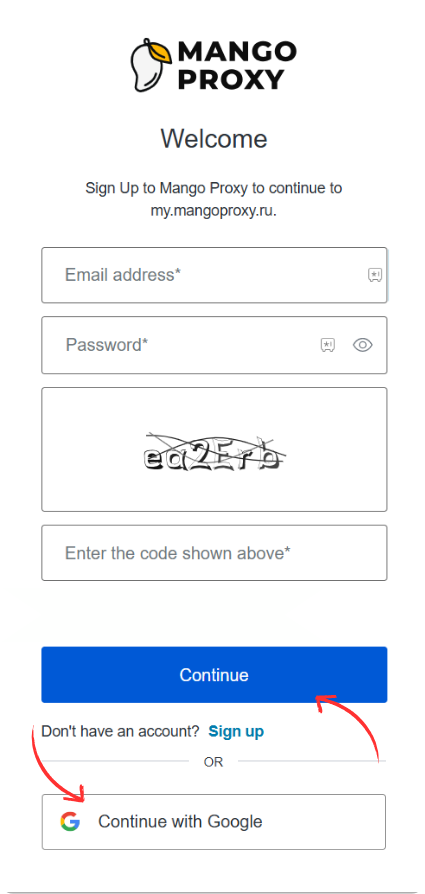 MANGO
PROXY
Welcome
Sign Up to Mango Proxy to continue to
my.mangoproxy.ru.
Email address*
Password*
ea2Erb
Enter the code shown above*
Continue
Don't have an account? Sign up
OR
Continue with Google